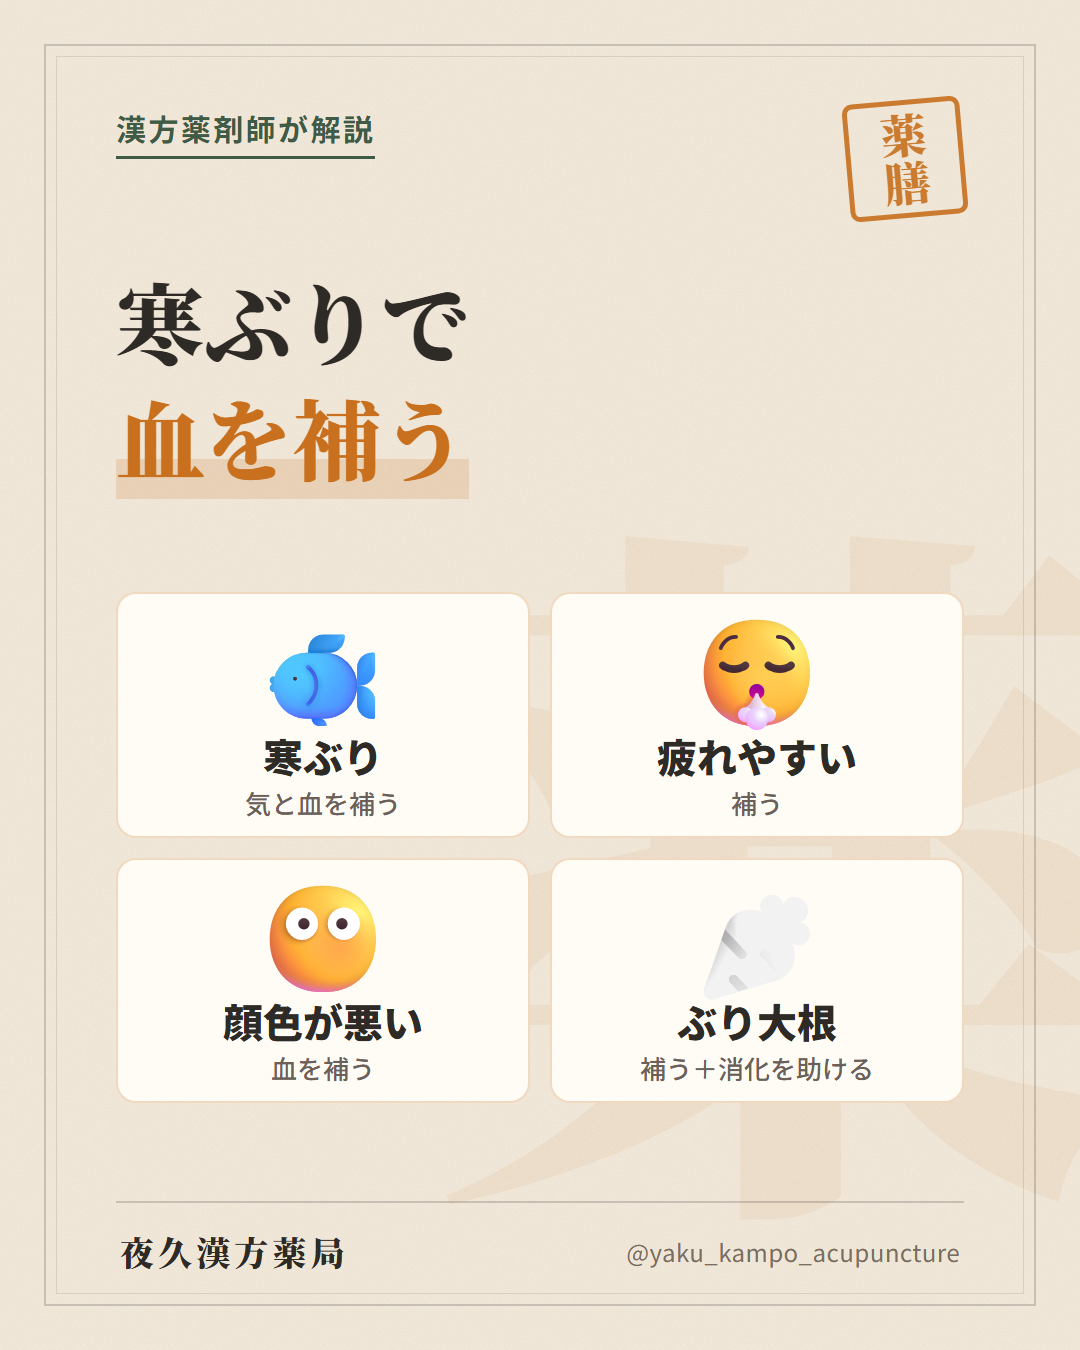 漢方薬剤師が解説
薬
膳
寒ぶりで
血を補う
寒ぶり
気と血を補う
疲れやすい
補う
顔色が悪い
血を補う
ぶり大根
補う＋消化を助ける
夜久漢方薬局
@yaku_kampo_acupuncture